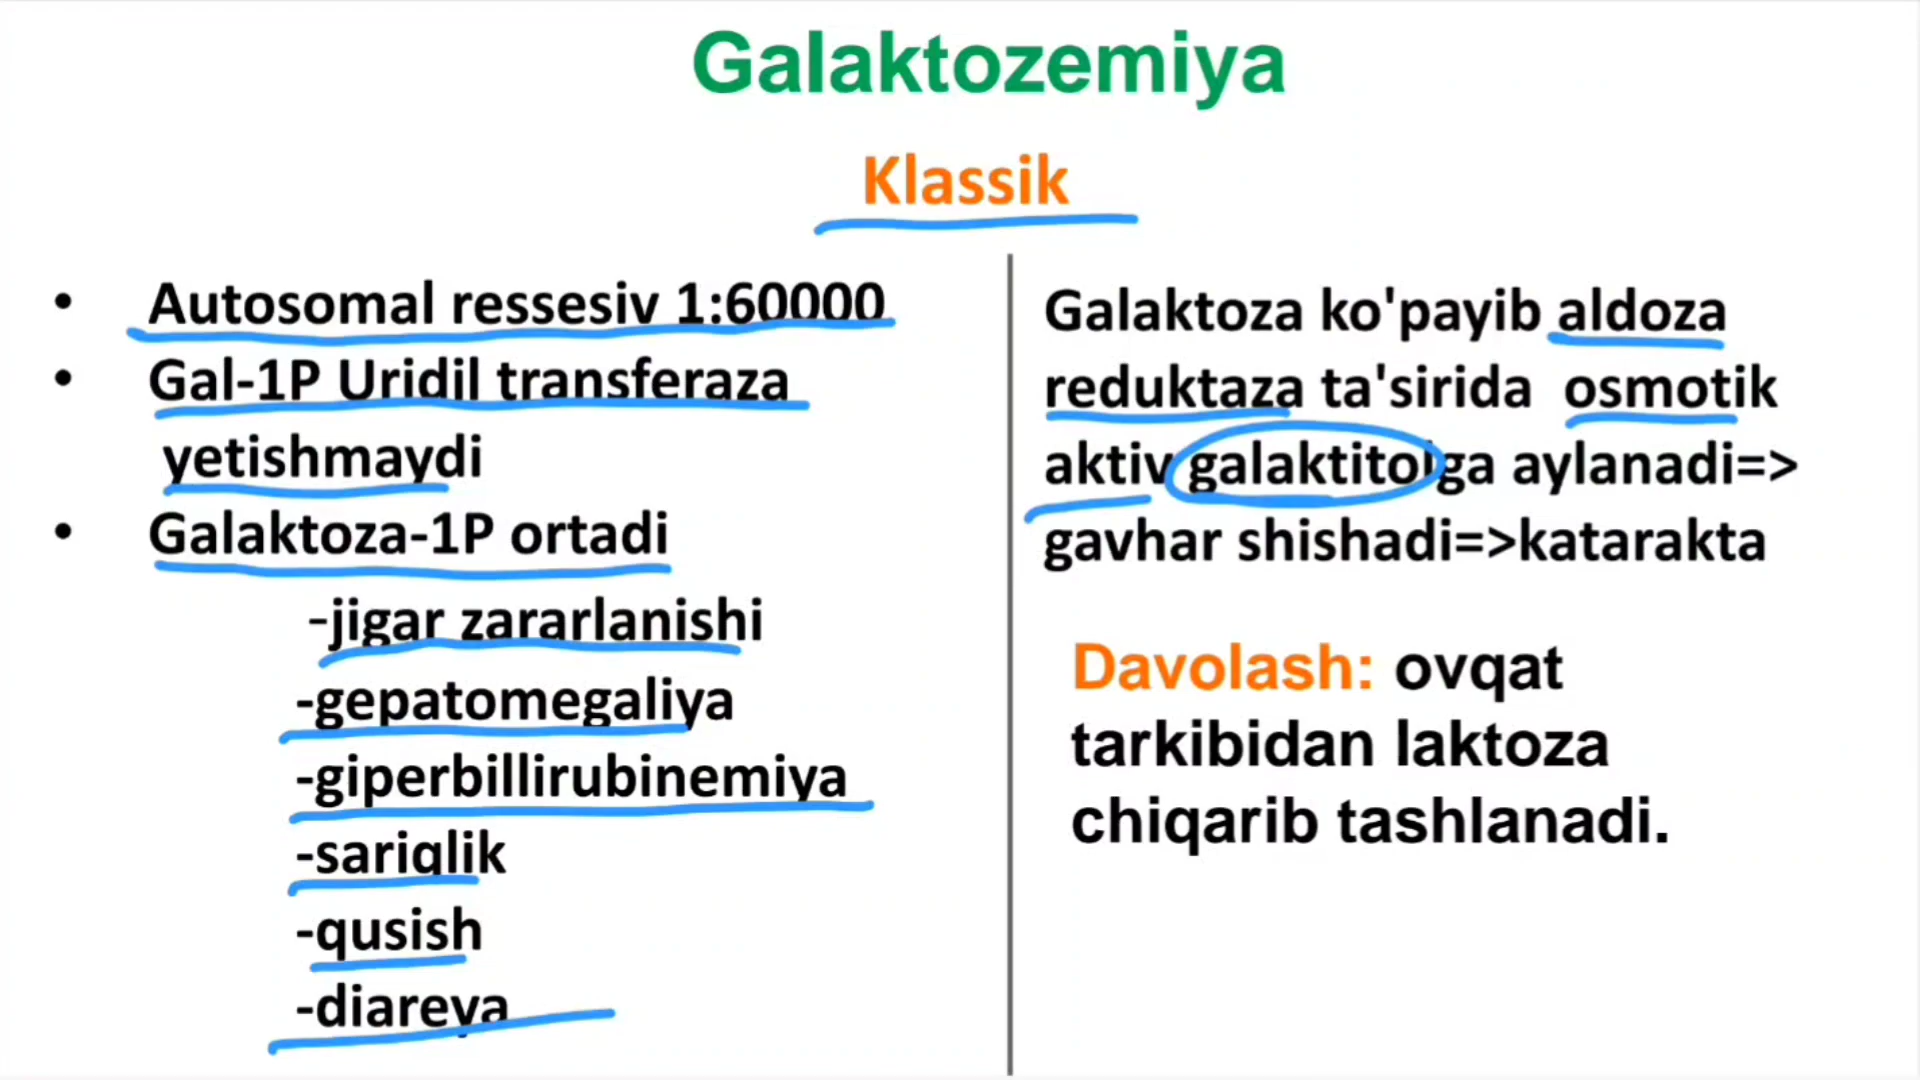 Galaktozemiya
Klassik
• Autosomal ressesiv 1:60000
• Gal-1P Uridil transferaza
yetishmaydi
• Galaktoza-1P ortadi
-jigar zararlanishi
-gepatomegaliya
-giperbillirubinemiya
-sariqlik
-qusish
-diareya
Galaktoza ko'payib aldoza
reduktaza ta'sirida osmotik
aktiv galaktitolga aylanadi=>
gavhar shishadi=>katarakta
Davolash: ovqat
tarkibidan laktoza
chiqarib tashlanadi.